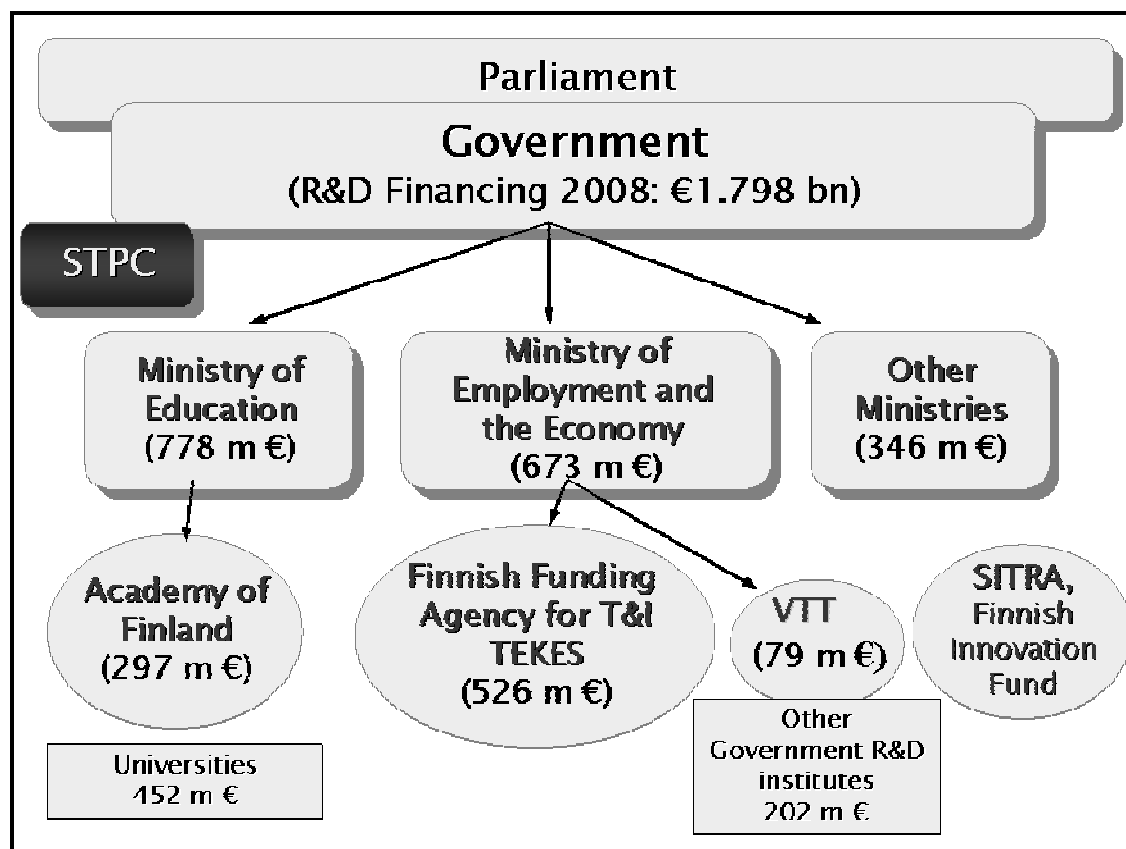 Parliament
Government
(R&D Financing 2008: €1.798 bn)
STPC
Ministry of
Education
(778 m €)
Ministry of
Employment and
the Economy
(673 m €)
Other
Ministries
(346 m €)
Academy of
Finland
(297 m €)
Finnish Funding
Agency for T&I
TEKES
(526 m €)
VTT
(79 m €)
SITRA,
Finnish
Innovation
Fund
Universities
452 m €
Other
Government R&D
institutes
202 m €